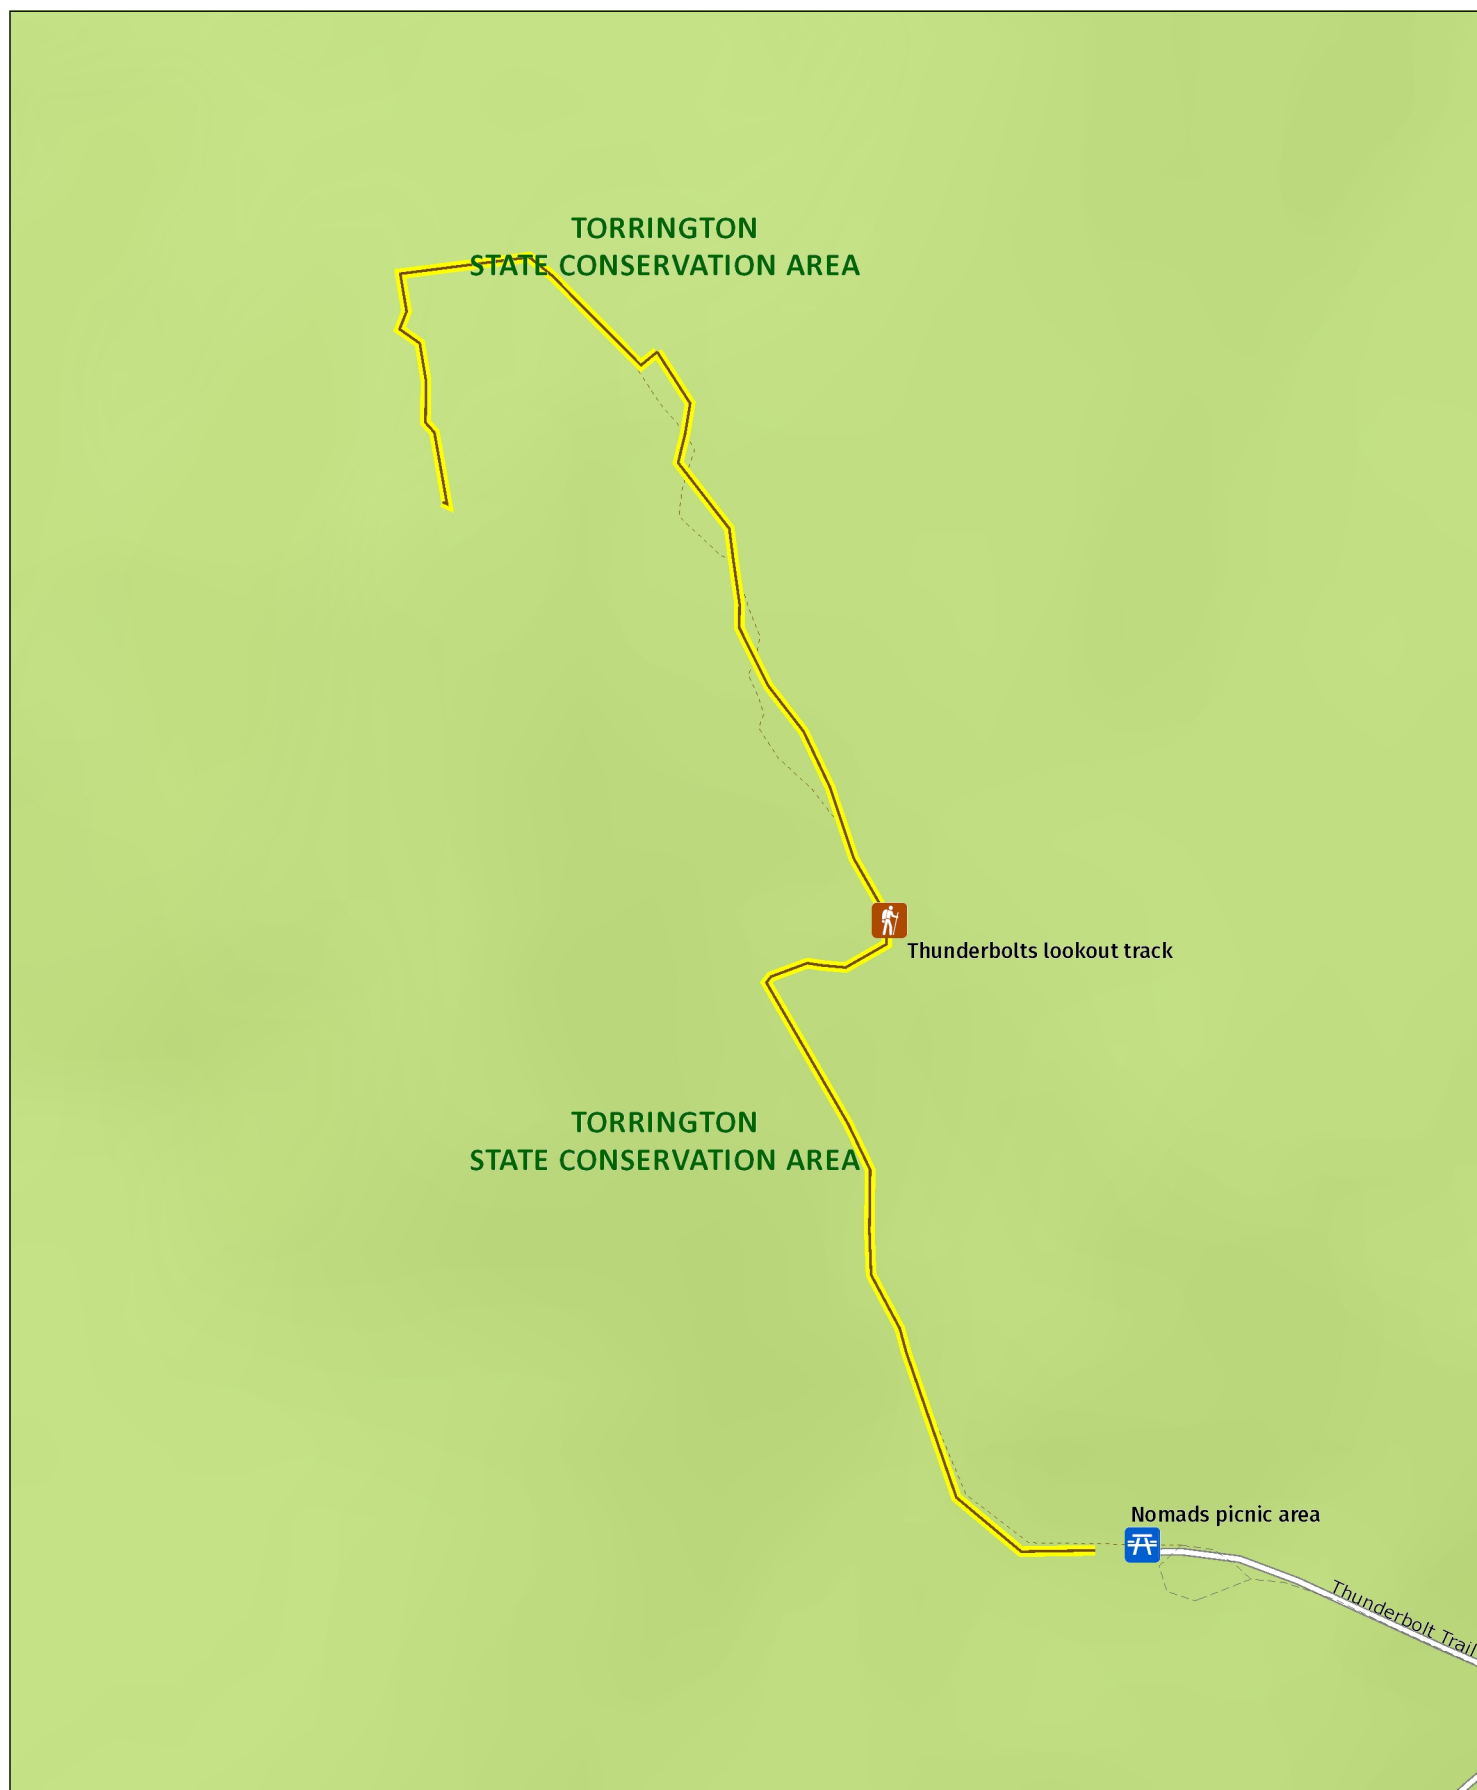 TORRINGTON
STATE CONSERVATION AREA
Thunderbolts lookout track
TORRINGTON
STATE CONSERVATION AREA
Nomads picnic area
Thunderbolt Trail